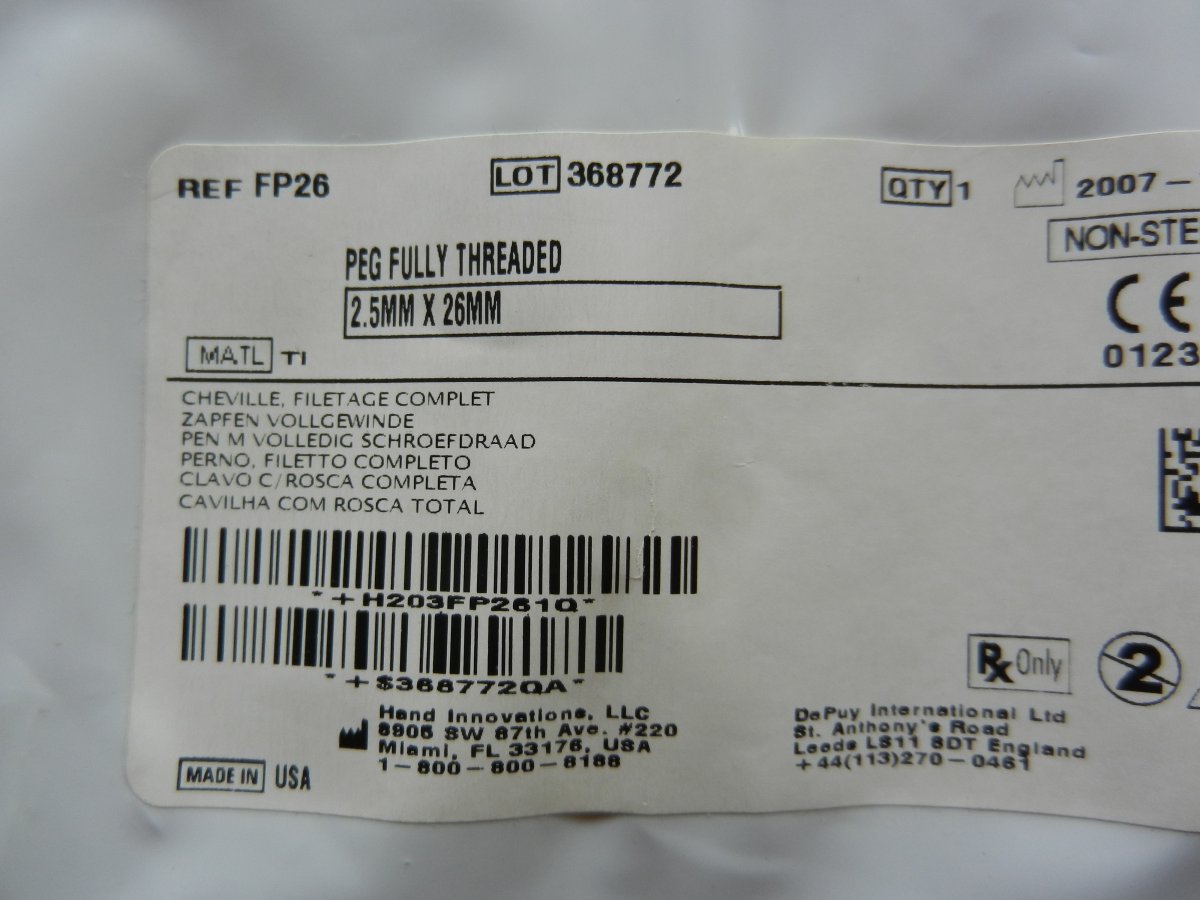 REF FP26 LOT 368772 QTY 1 2007-
NON-STE
PEG FULLY THREADED
2.5MM X 26MM
CE
0123
MATL TI
CHEVILLE, FILETAGE COMPLET
ZAPFEN VOLLGEWINDE
PEN M VOLLEDIG SCHROEFDRAAD
PERNO, FILETTO COMPLETO
CLAVO C/ROSCA COMPLETA
CAVILHA COM ROSCA TOTAL
*+H203FP261Q*
*+$368772QA*
Rx Only 2
Hand Innovations, LLC
8905 SW 87th Ave. #220
Miami, FL 33176, USA
1-800-800-8188
DePuy International Ltd
St. Anthony's Road
Leeds LS11 8DT England
+44(113)270-0461
MADE IN USA